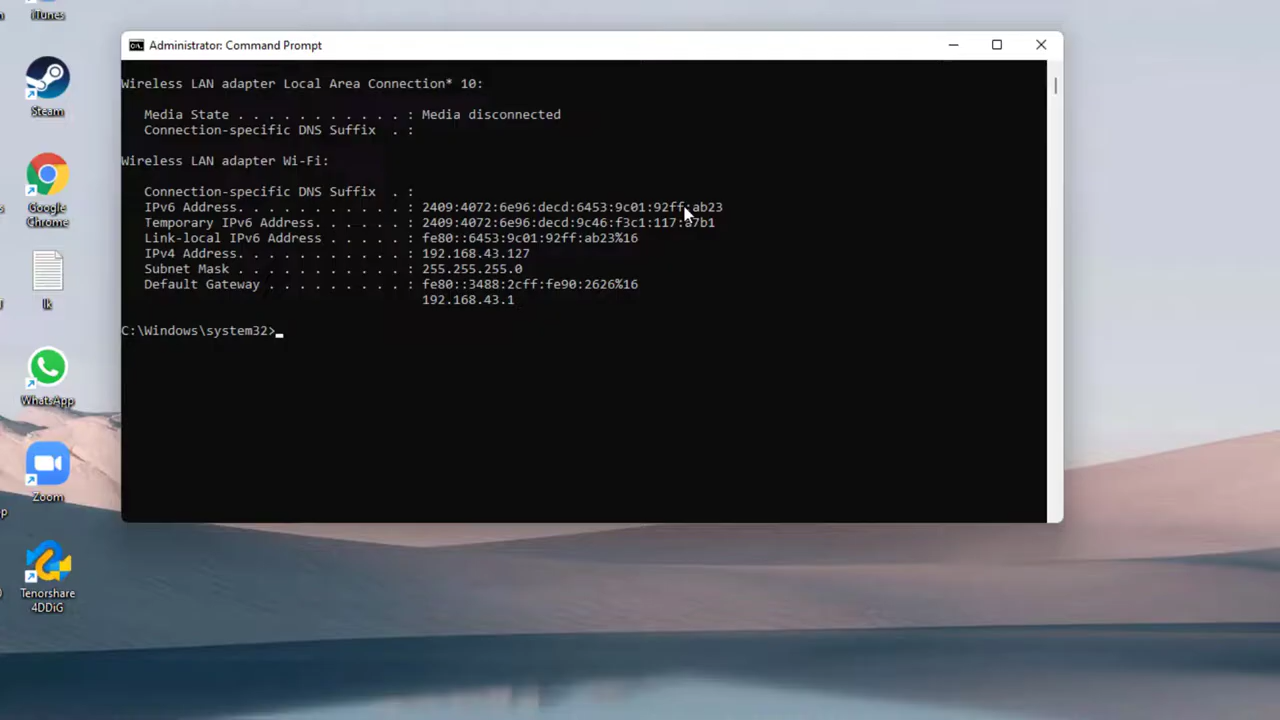 iTunes
Administrator: Command Prompt
Wireless LAN adapter Local Area Connection* 10:
Media State . . . . . . . . . . . : Media disconnected
Connection-specific DNS Suffix  . :
Wireless LAN adapter Wi-Fi:
Connection-specific DNS Suffix  . :
IPv6 Address. . . . . . . . . . . : 2409:4072:6e96:decd:6453:9c01:92ff:ab23
Temporary IPv6 Address. . . . . . : 2409:4072:6e96:decd:9c46:f3c1:117:a7b1
Link-local IPv6 Address . . . . . : fe80::6453:9c01:92ff:ab23%16
IPv4 Address. . . . . . . . . . . : 192.168.43.127
Subnet Mask . . . . . . . . . . . : 255.255.255.0
Default Gateway . . . . . . . . . : fe80::3488:2cff:fe90:2626%16
192.168.43.1
C:\Windows\system32>
Steam
Google
Chrome
lk
WhatsApp
Zoom
Tenorshare
4DDiG